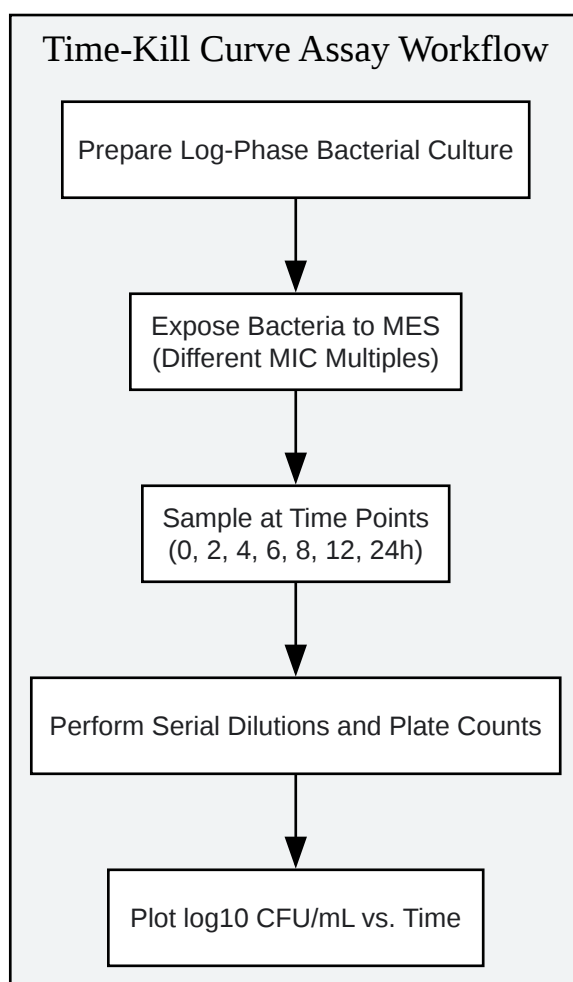 Time-Kill Curve Assay Workflow
Prepare Log-Phase Bacterial Culture
Expose Bacteria to MES
(Different MIC Multiples)
Sample at Time Points
(0, 2, 4, 6, 8, 12, 24h)
Perform Serial Dilutions and Plate Counts
Plot log10 CFU/mL vs. Time